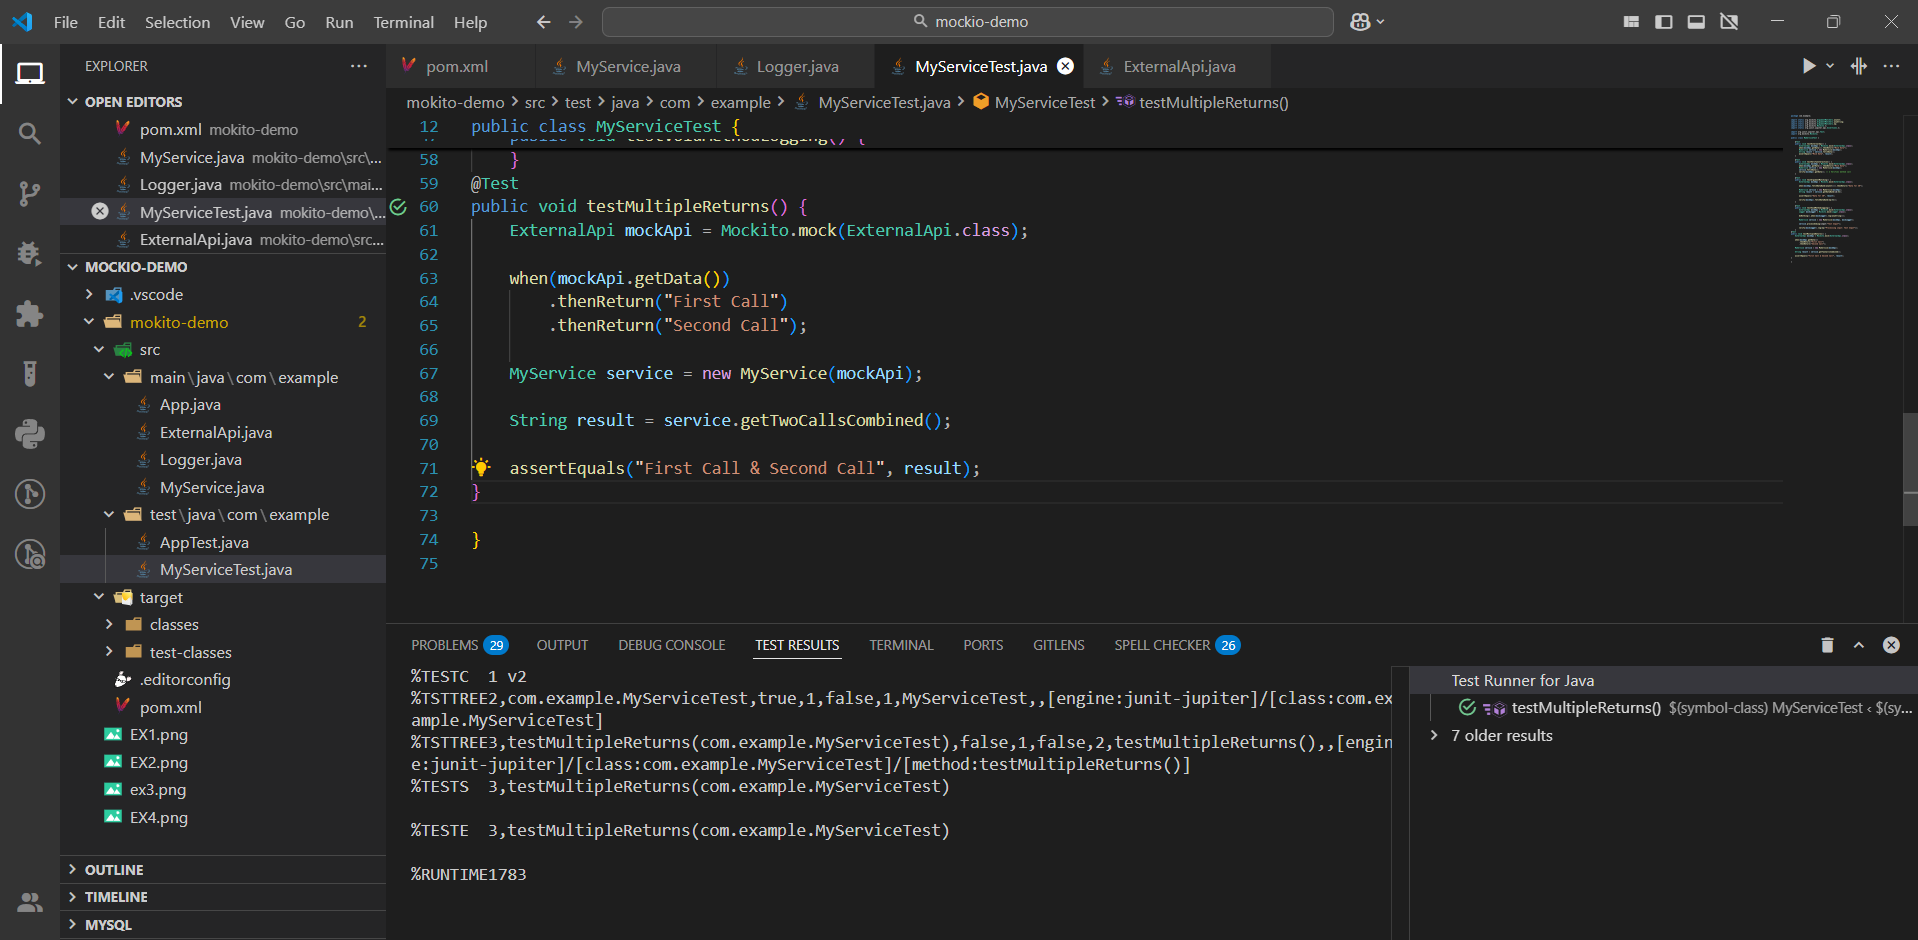 File Edit Selection View Go Run Terminal Help
mockio-demo
EXPLORER
OPEN EDITORS
pom.xml mokito-demo
MyService.java mokito-demo\src\...
Logger.java mokito-demo\src\mai...
MyServiceTest.java mokito-demo\...
ExternalApi.java mokito-demo\src...
MOCKIO-DEMO
.vscode
mokito-demo 2
src
main\java\com\example
App.java
ExternalApi.java
Logger.java
MyService.java
test\java\com\example
AppTest.java
MyServiceTest.java
target
classes
test-classes
.editorconfig
pom.xml
EX1.png
EX2.png
ex3.png
EX4.png
OUTLINE
TIMELINE
MYSQL
pom.xml MyService.java Logger.java MyServiceTest.java ExternalApi.java
mokito-demo > src > test > java > com > example > MyServiceTest.java > MyServiceTest > testMultipleReturns()
12 public class MyServiceTest {
58 }
59 @Test
60 public void testMultipleReturns() {
61 ExternalApi mockApi = Mockito.mock(ExternalApi.class);
62
63 when(mockApi.getData())
64 .thenReturn("First Call")
65 .thenReturn("Second Call");
66
67 MyService service = new MyService(mockApi);
68
69 String result = service.getTwoCallsCombined();
70
71 assertEquals("First Call & Second Call", result);
72 }
73
74 }
75
PROBLEMS 29 OUTPUT DEBUG CONSOLE TEST RESULTS TERMINAL PORTS GITLENS SPELL CHECKER 26
%TESTC 1 v2
%TSTTREE2,com.example.MyServiceTest,true,1,false,1,MyServiceTest,,[engine:junit-jupiter]/[class:com.ex
ample.MyServiceTest]
%TSTTREE3,testMultipleReturns(com.example.MyServiceTest),false,1,false,2,testMultipleReturns(),,[engin
e:junit-jupiter]/[class:com.example.MyServiceTest]/[method:testMultipleReturns()]
%TESTS 3,testMultipleReturns(com.example.MyServiceTest)
%TESTE 3,testMultipleReturns(com.example.MyServiceTest)
%RUNTIME1783
Test Runner for Java
testMultipleReturns() $(symbol-class) MyServiceTest < $(sy...
7 older results